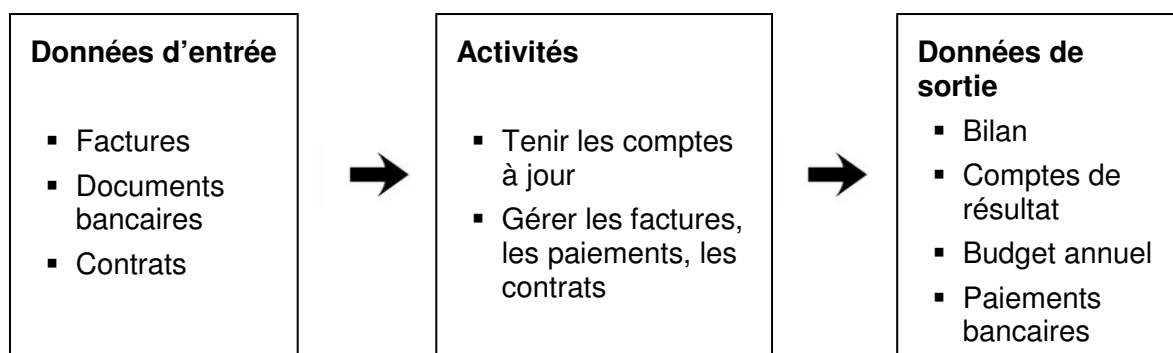 Données d’entrée
▪ Factures
▪ Documents
bancaires
▪ Contrats
Activités
▪ Tenir les comptes
à jour
▪ Gérer les factures,
les paiements, les
contrats
Données de
sortie
▪ Bilan
▪ Comptes de
résultat
▪ Budget annuel
▪ Paiements
bancaires